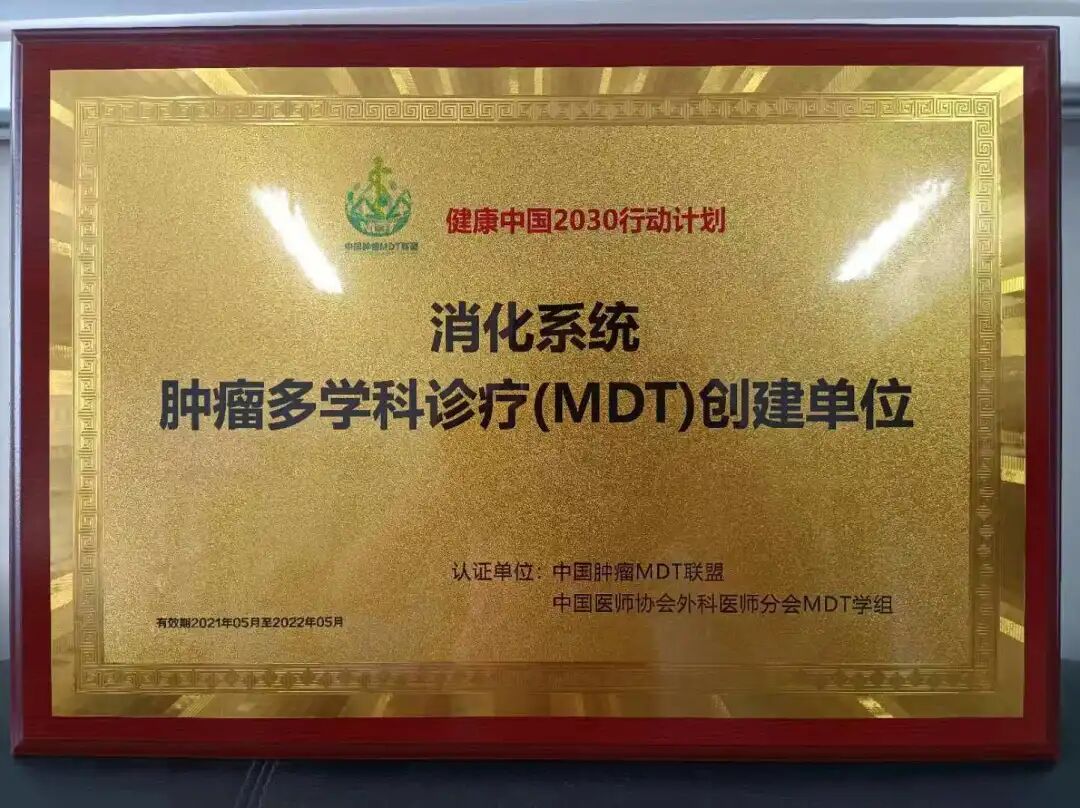 中国肿瘤MDT联盟
健康中国2030行动计划
消化系统
肿瘤多学科诊疗(MDT)创建单位
认证单位：中国肿瘤MDT联盟
中国医师协会外科医师分会MDT学组
有效期2021年05月至2022年05月